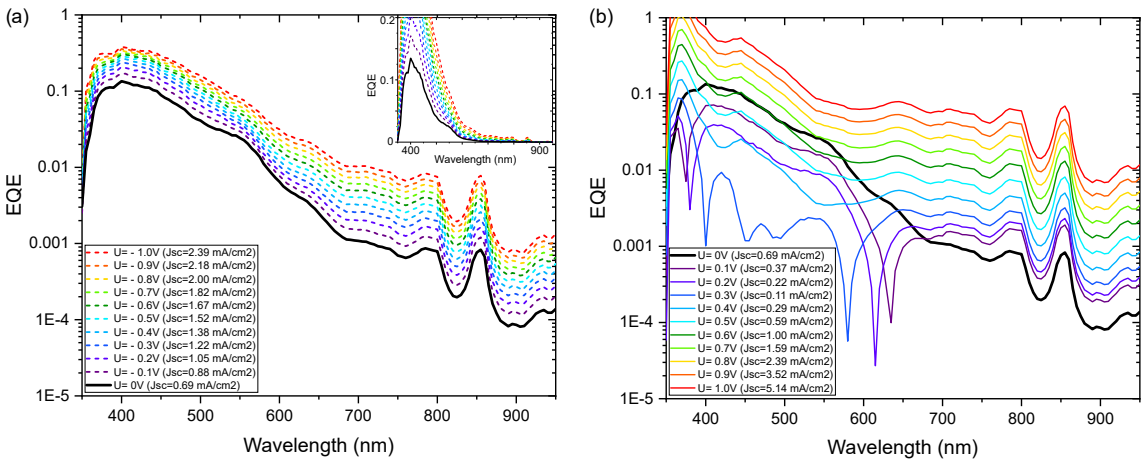 (a)
EQE
1
0.1
0.01
0.001
1E-4
1E-5
400
500
600
700
800
900
Wavelength (nm)
U= - 1.0V (Jsc=2.39 mA/cm2)
U= - 0.9V (Jsc=2.18 mA/cm2)
U= - 0.8V (Jsc=2.00 mA/cm2)
U= - 0.7V (Jsc=1.82 mA/cm2)
U= - 0.6V (Jsc=1.67 mA/cm2)
U= - 0.5V (Jsc=1.52 mA/cm2)
U= - 0.4V (Jsc=1.38 mA/cm2)
U= - 0.3V (Jsc=1.22 mA/cm2)
U= - 0.2V (Jsc=1.05 mA/cm2)
U= - 0.1V (Jsc=0.88 mA/cm2)
U= 0V (Jsc=0.69 mA/cm2)
EQE
0.2
0.1
0
400
900
Wavelength (nm)
(b)
EQE
1
0.1
0.01
0.001
1E-4
1E-5
400
500
600
700
800
900
Wavelength (nm)
U= 0V (Jsc=0.69 mA/cm2)
U= 0.1V (Jsc=0.37 mA/cm2)
U= 0.2V (Jsc=0.22 mA/cm2)
U= 0.3V (Jsc=0.11 mA/cm2)
U= 0.4V (Jsc=0.29 mA/cm2)
U= 0.5V (Jsc=0.59 mA/cm2)
U= 0.6V (Jsc=1.00 mA/cm2)
U= 0.7V (Jsc=1.59 mA/cm2)
U= 0.8V (Jsc=2.39 mA/cm2)
U= 0.9V (Jsc=3.52 mA/cm2)
U= 1.0V (Jsc=5.14 mA/cm2)